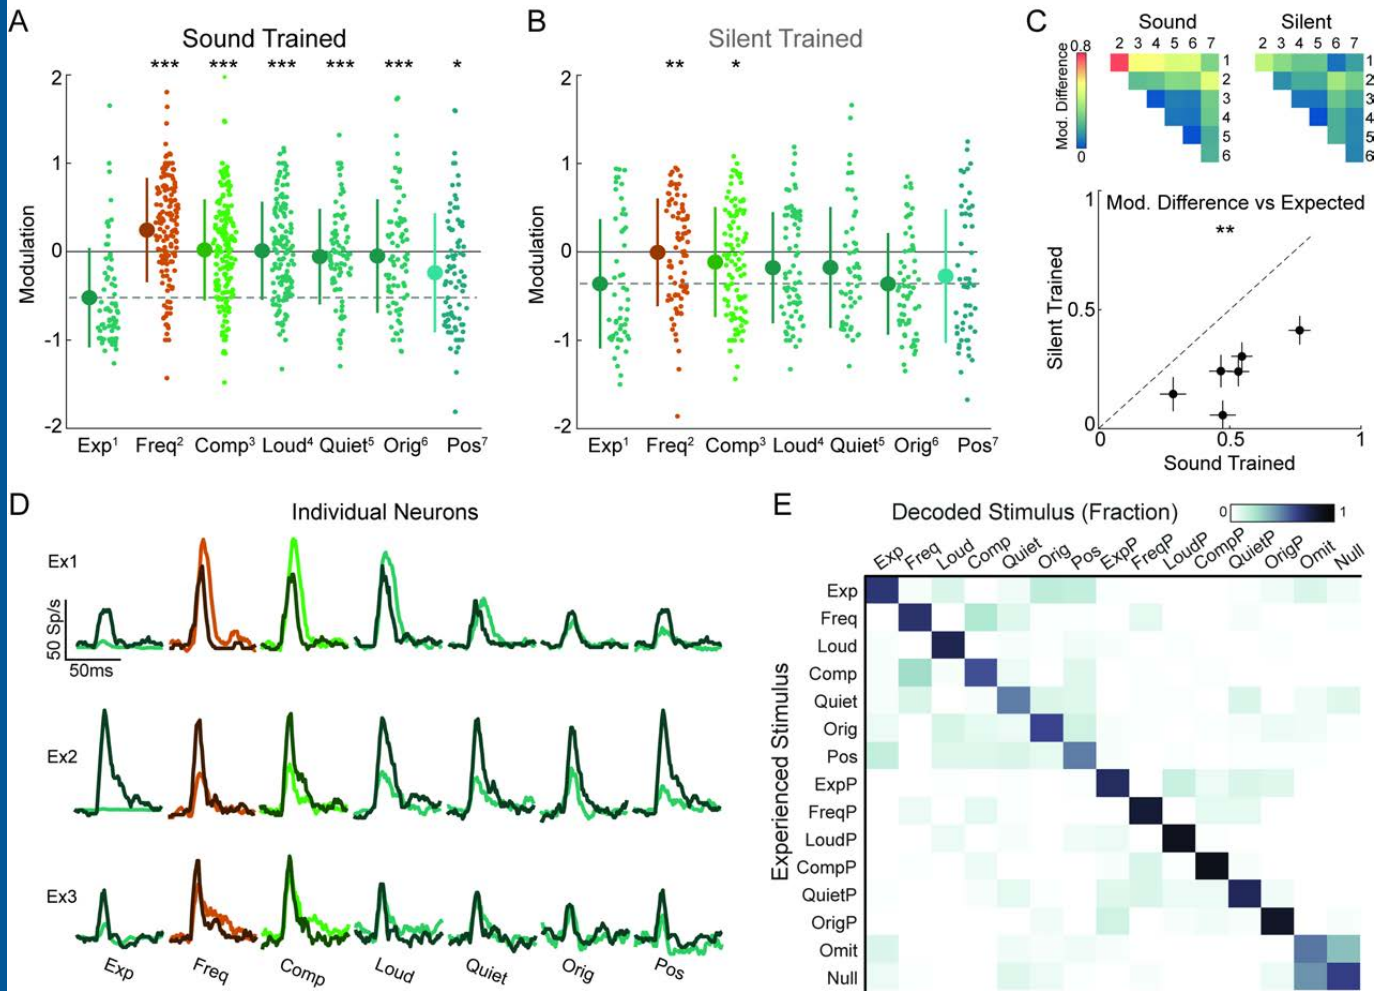 A
Sound Trained
*** *** *** *** *** *
2
1
0
-1
-2
Modulation
Exp1 Freq2 Comp3 Loud4 Quiet5 Orig6 Pos7
B
Silent Trained
** *
2
1
0
-1
-2
Modulation
Exp1 Freq2 Comp3 Loud4 Quiet5 Orig6 Pos7
C
Sound Silent
2 3 4 5 6 7 2 3 4 5 6 7
0.8
0
Mod. Difference
1 1
2 2
3 3
4 4
5 5
6 6
Mod. Difference vs Expected
**
1
0.5
0
Silent Trained
0 0.5 1
Sound Trained
D
Individual Neurons
Ex1
50 Sp/s
50ms
Ex2
Ex3
Exp Freq Comp Loud Quiet Orig Pos
E
Decoded Stimulus (Fraction) 0 1
Exp Freq Loud Comp Quiet Orig Pos ExpP FreqP LoudP CompP QuietP OrigP Omit Null
Experienced Stimulus
Exp
Freq
Loud
Comp
Quiet
Orig
Pos
ExpP
FreqP
LoudP
CompP
QuietP
OrigP
Omit
Null